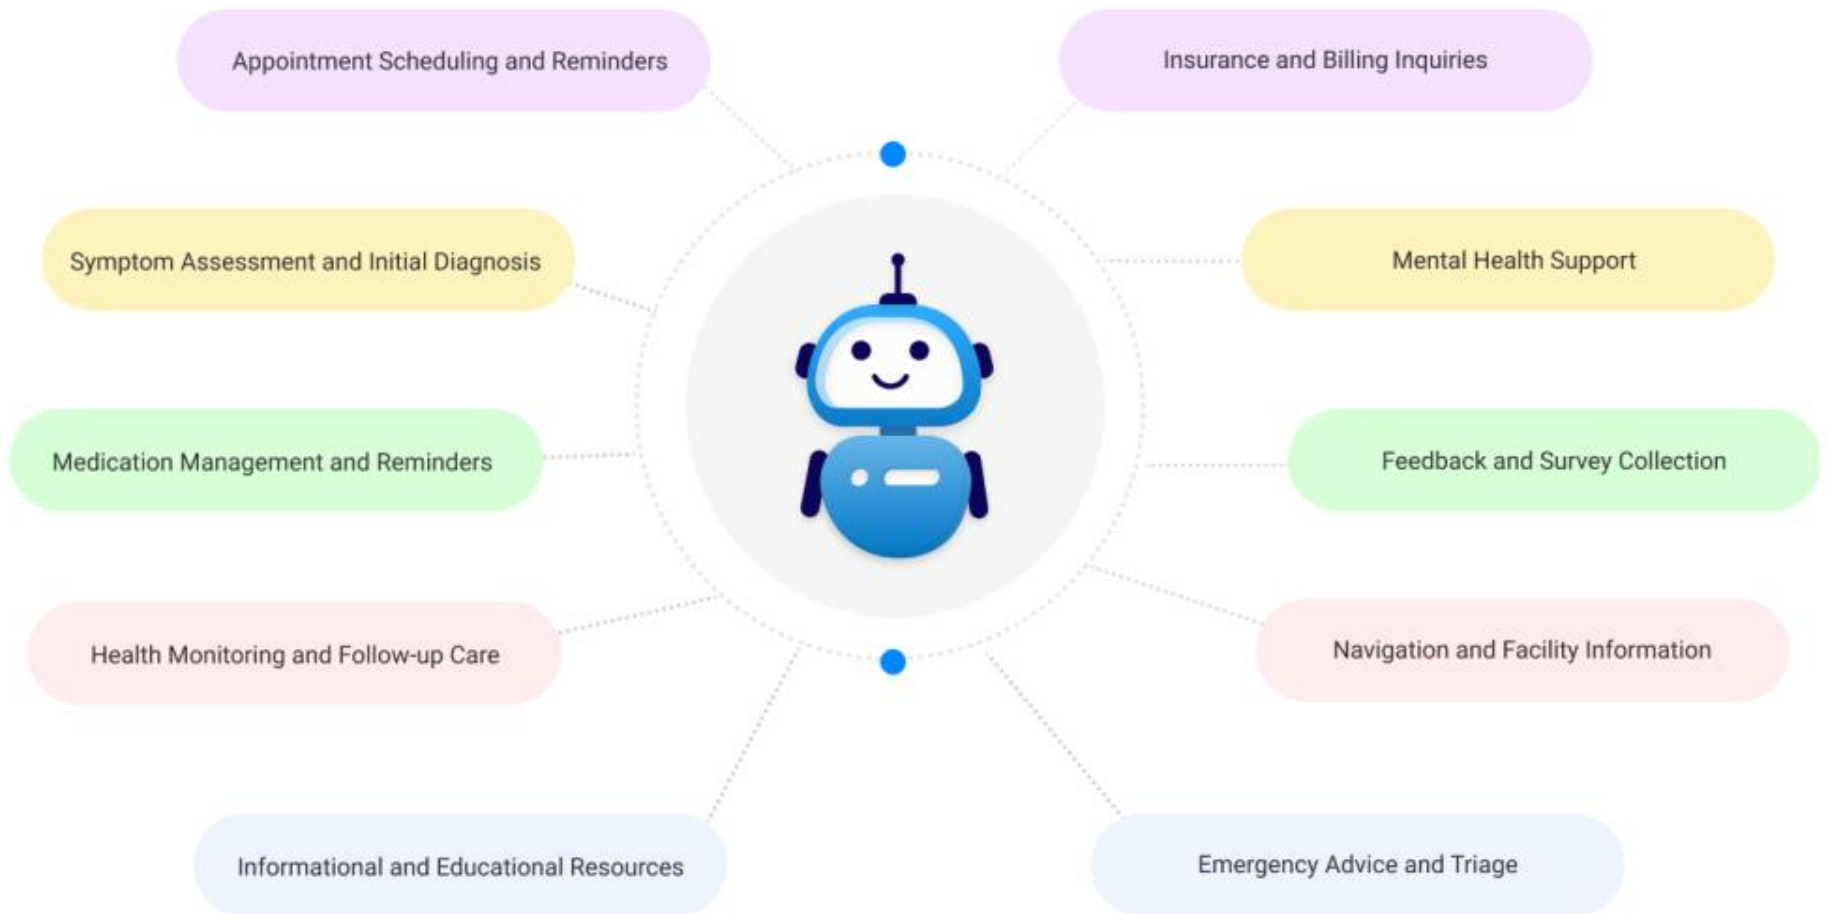 Appointment Scheduling and Reminders
Insurance and Billing Inquiries
Symptom Assessment and Initial Diagnosis
Mental Health Support
Medication Management and Reminders
Feedback and Survey Collection
Health Monitoring and Follow-up Care
Navigation and Facility Information
Informational and Educational Resources
Emergency Advice and Triage